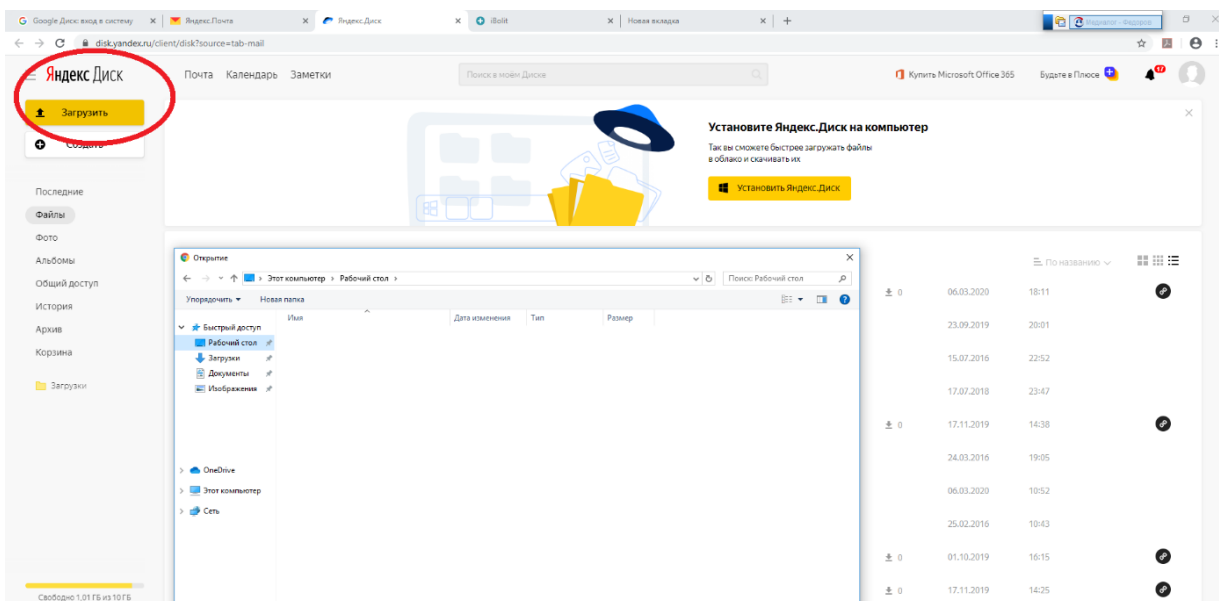 Google Диск: вход в систему
Яндекс.Почта
Яндекс.Диск
iBolit
Новая вкладка
Медиалог - Федоров
disk.yandex.ru/client/disk?source=tab-mail
Яндекс Диск
Почта Календарь Заметки
Поиск в моём Диске
Купить Microsoft Office 365
Будьте в Плюсе
Загрузить
Создать
Последние
Файлы
Фото
Альбомы
Общий доступ
История
Архив
Корзина
Загрузки
Свободно 1,01 ГБ из 10 ГБ
Установите Яндекс.Диск на компьютер
Так вы сможете быстрее загружать файлы
в облако и скачивать их
Установить Яндекс.Диск
По названию
Открытие
Этот компьютер › Рабочий стол ›
Поиск: Рабочий стол
Упорядочить Новая папка
Имя Дата изменения Тип Размер
Быстрый доступ
Рабочий стол
Загрузки
Документы
Изображения
OneDrive
Этот компьютер
Сеть
0 06.03.2020 18:11
23.09.2019 20:01
15.07.2016 22:52
17.07.2018 23:47
0 17.11.2019 14:38
24.03.2016 19:05
06.03.2020 10:52
25.02.2016 10:43
0 01.10.2019 16:15
0 17.11.2019 14:25